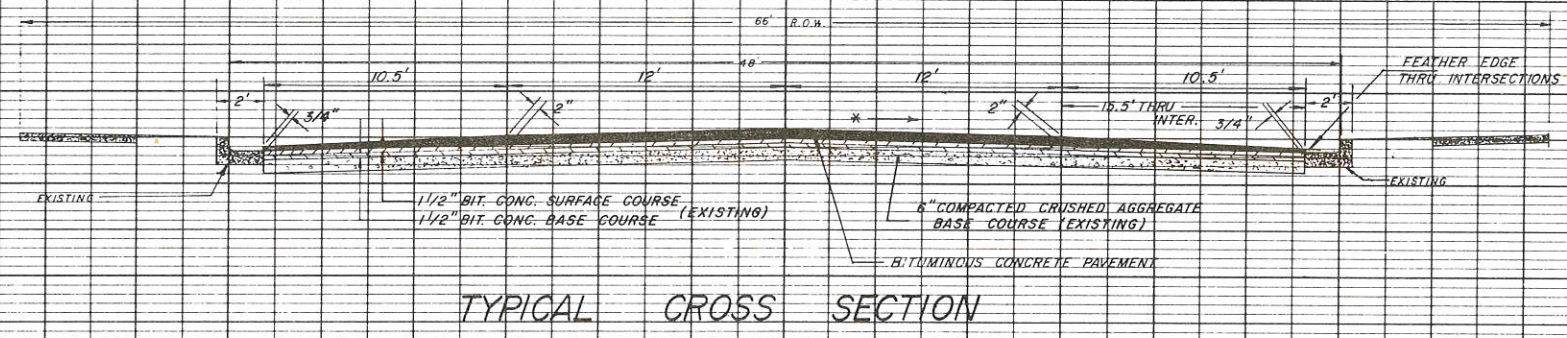 66' R.O.W.
48'
10.5'
12'
12'
10.5'
FEATHER EDGE
THRU INTERSECTIONS
2'
3/4"
2"
*
2"
15.5' THRU
INTER.
3/4"
2'
EXISTING
EXISTING
1 1/2" BIT. CONC. SURFACE COURSE
1 1/2" BIT. CONC. BASE COURSE (EXISTING)
6" COMPACTED CRUSHED AGGREGATE
BASE COURSE (EXISTING)
BITUMINOUS CONCRETE PAVEMENT
TYPICAL CROSS SECTION